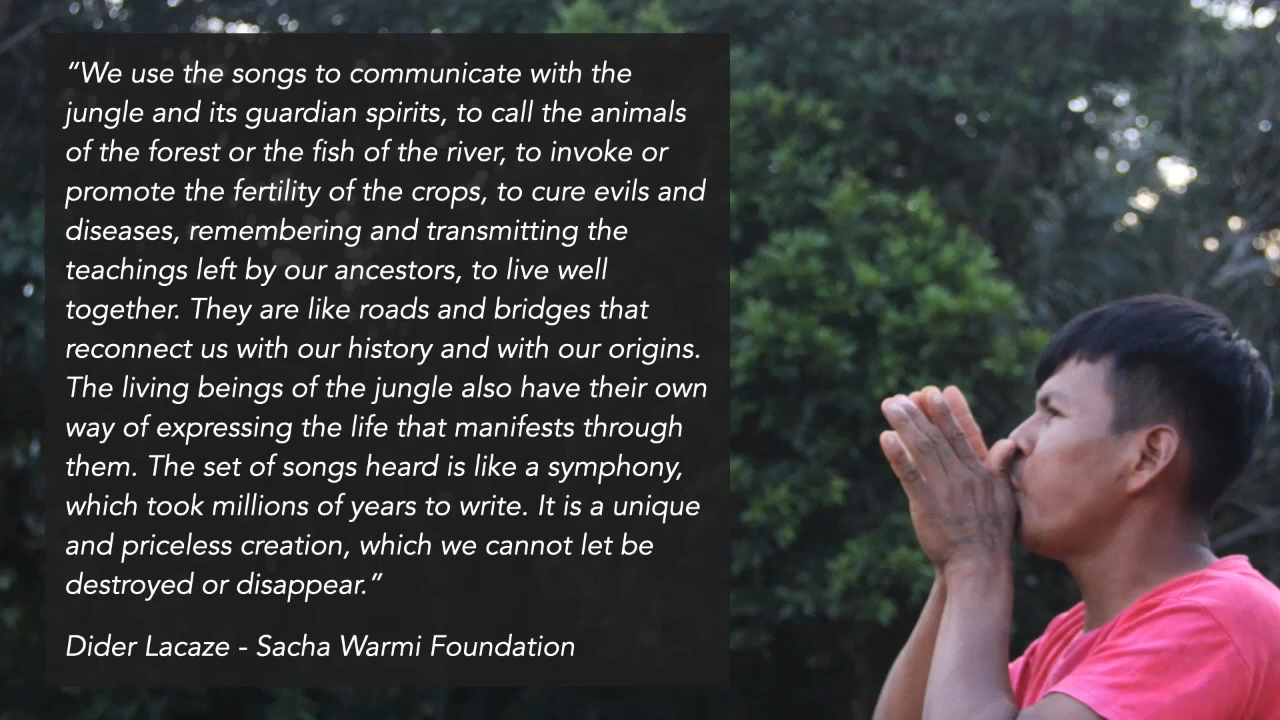 “We use the songs to communicate with the
jungle and its guardian spirits, to call the animals
of the forest or the fish of the river, to invoke or
promote the fertility of the crops, to cure evils and
diseases, remembering and transmitting the
teachings left by our ancestors, to live well
together. They are like roads and bridges that
reconnect us with our history and with our origins.
The living beings of the jungle also have their own
way of expressing the life that manifests through
them. The set of songs heard is like a symphony,
which took millions of years to write. It is a unique
and priceless creation, which we cannot let be
destroyed or disappear.”
Dider Lacaze - Sacha Warmi Foundation